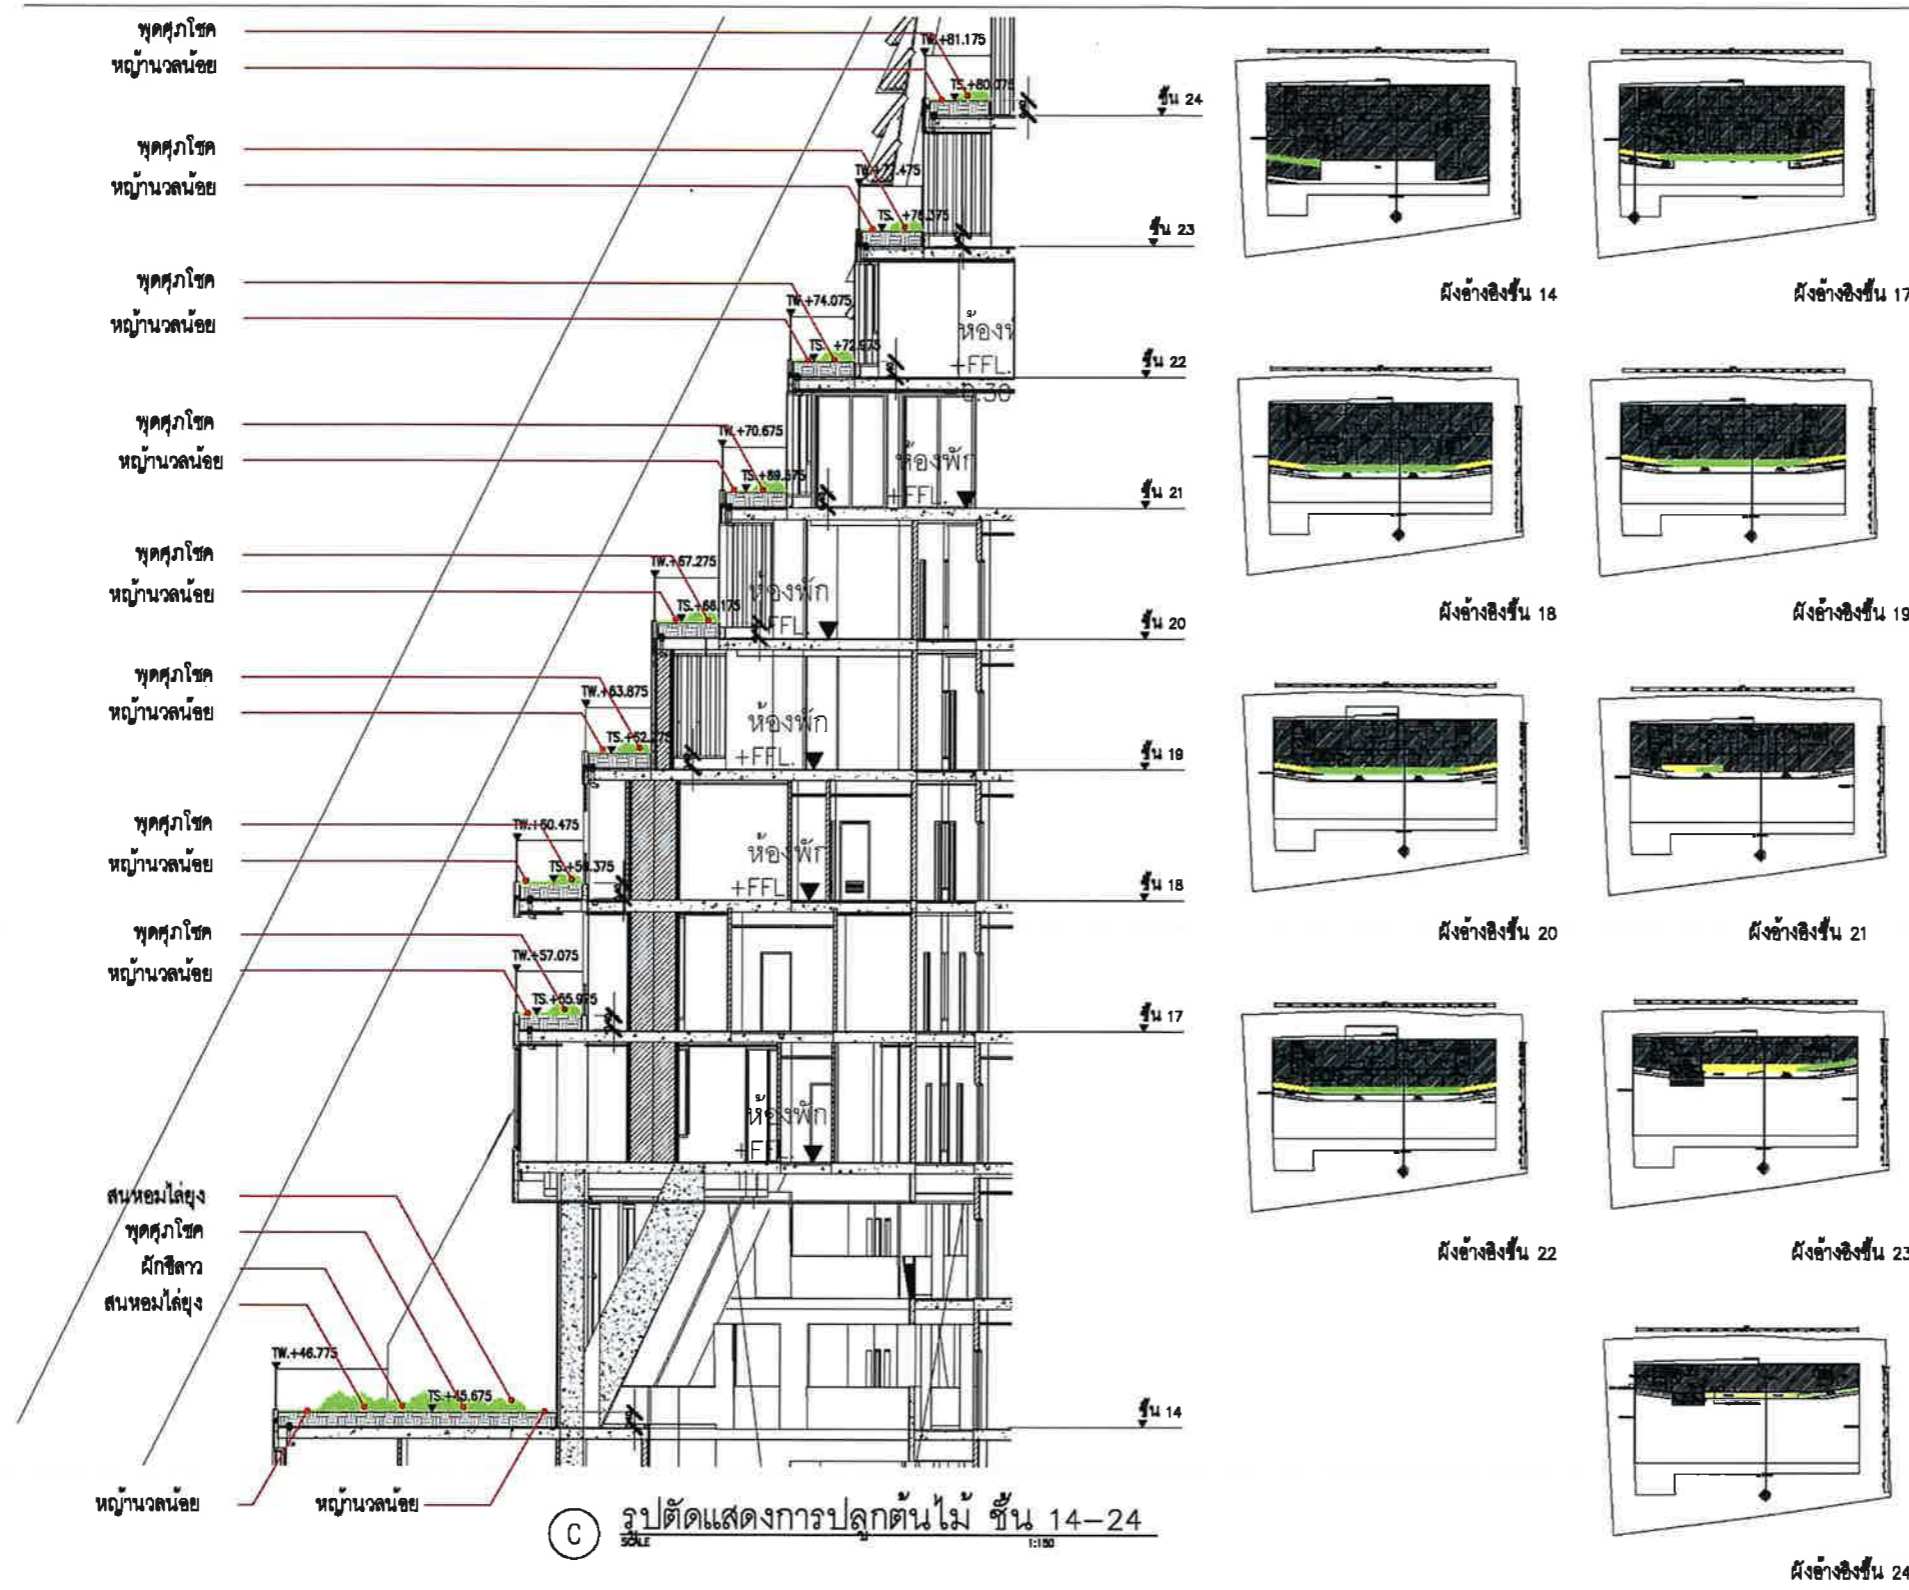 พุดศุภโชค
หญ้านวลน้อย
TW.+81.175
TS.+80.075
ชั้น 24
พุดศุภโชค
หญ้านวลน้อย
ชั้น 23
พุดศุภโชค
หญ้านวลน้อย
TW.+74.075
TS. +72.975
ห้อง
+FFL.
ชั้น 22
พุดศุภโชค
หญ้านวลน้อย
TW.+70.675
ห้องพัก
+FFL.
ชั้น 21
พุดศุภโชค
หญ้านวลน้อย
TW.+67.275
TS.+66.175
ห้องพัก
FFL.
ชั้น 20
พุดศุภโชค
หญ้านวลน้อย
TW.+63.875
ห้องพัก
+FFL.
ชั้น 19
พุดศุภโชค
หญ้านวลน้อย
TW.+60.475
ห้องพัก
+FFL
ชั้น 18
พุดศุภโชค
หญ้านวลน้อย
TW.+57.075
TS.+55.975
ชั้น 17
ห้องพัก
+FFL
สนหอมไล่ยุง
พุดศุภโชค
ผักชีลาว
สนหอมไล่ยุง
TW.+46.775
TS.+45.675
ชั้น 14
หญ้านวลน้อย
หญ้านวลน้อย
C
รูปตัดแสดงการปลูกต้นไม้ ชั้น 14-24
SCALE 1:150
ผังอ้างอิงชั้น 14
ผังอ้างอิงชั้น 17
ผังอ้างอิงชั้น 18
ผังอ้างอิงชั้น 19
ผังอ้างอิงชั้น 20
ผังอ้างอิงชั้น 21
ผังอ้างอิงชั้น 22
ผังอ้างอิงชั้น 23
ผังอ้างอิงชั้น 24